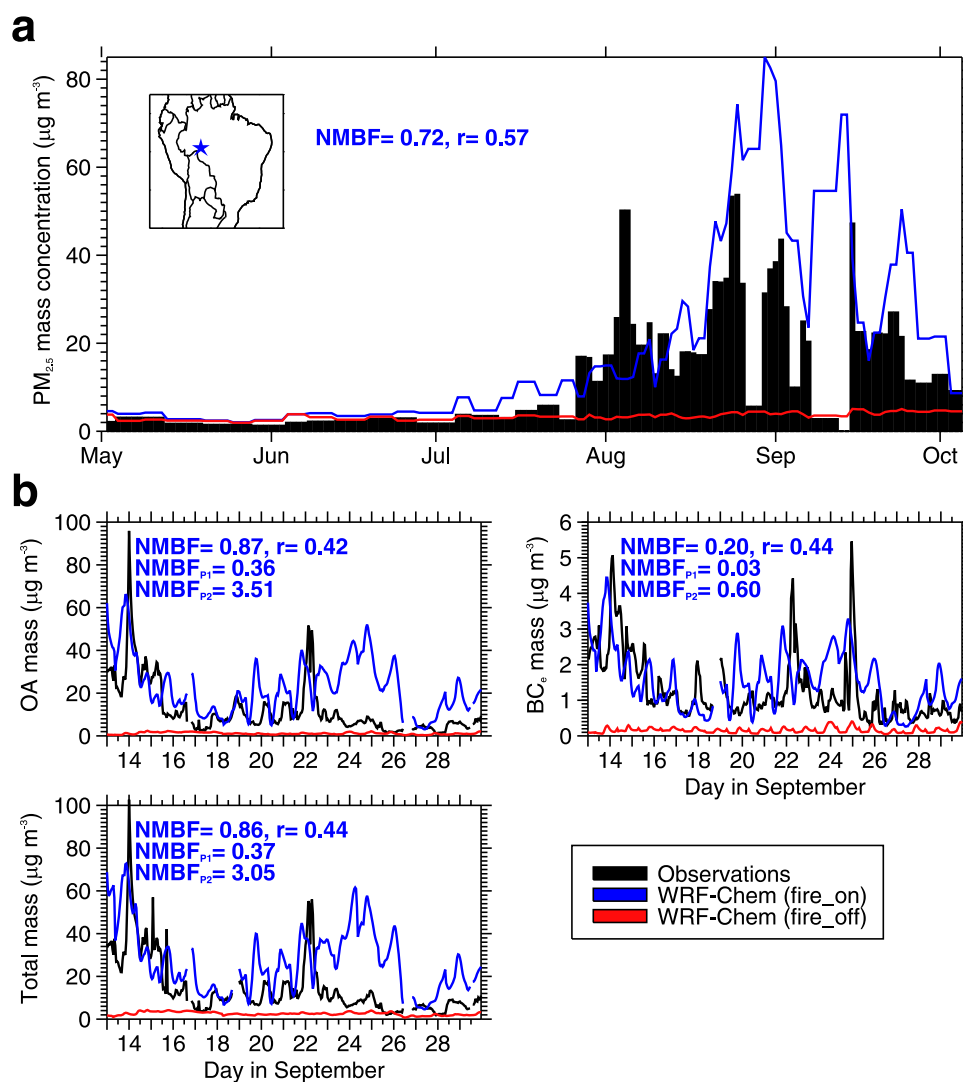 a
May Jun Jul Aug Sep Oct
PM2.5 mass concentration (µg m-3)
80
60
40
20
0
NMBF= 0.72, r= 0.57
b
OA mass (µg m-3)
100
80
60
40
20
0
NMBF= 0.87, r= 0.42
NMBFP1= 0.36
NMBFP2= 3.51
14 16 18 20 22 24 26 28
BCe mass (µg m-3)
6
5
4
3
2
1
0
NMBF= 0.20, r= 0.44
NMBFP1= 0.03
NMBFP2= 0.60
14 16 18 20 22 24 26 28
Day in September
Total mass (µg m-3)
100
80
60
40
20
0
NMBF= 0.86, r= 0.44
NMBFP1= 0.37
NMBFP2= 3.05
14 16 18 20 22 24 26 28
Day in September
Observations
WRF-Chem (fire_on)
WRF-Chem (fire_off)